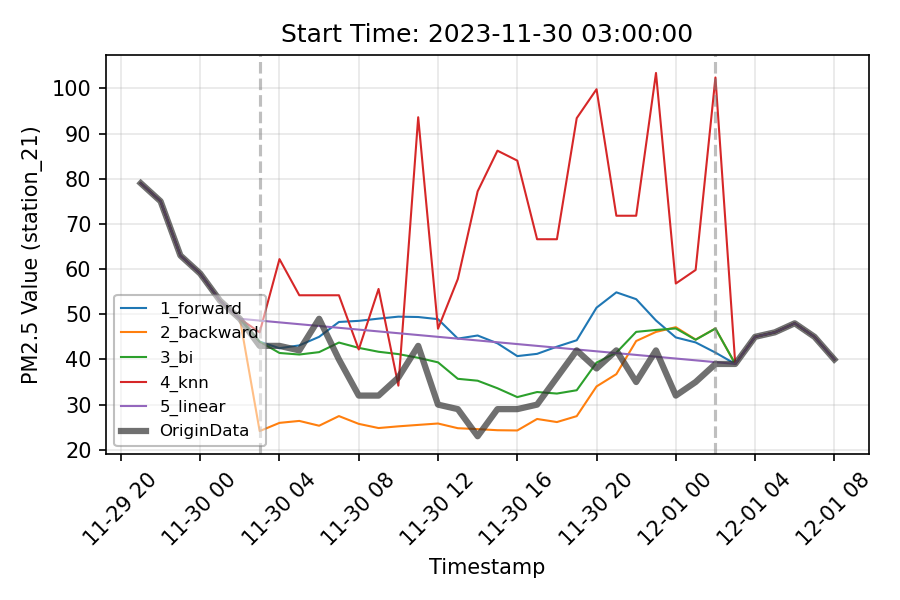 Start Time: 2023-11-30 03:00:00
PM2.5 Value (station_21)
100
90
80
70
60
50
40
30
20
1_forward
2_backward
3_bi
4_knn
5_linear
OriginData
11-29 20
11-30 00
11-30 04
11-30 08
11-30 12
11-30 16
11-30 20
12-01 00
12-01 04
12-01 08
Timestamp